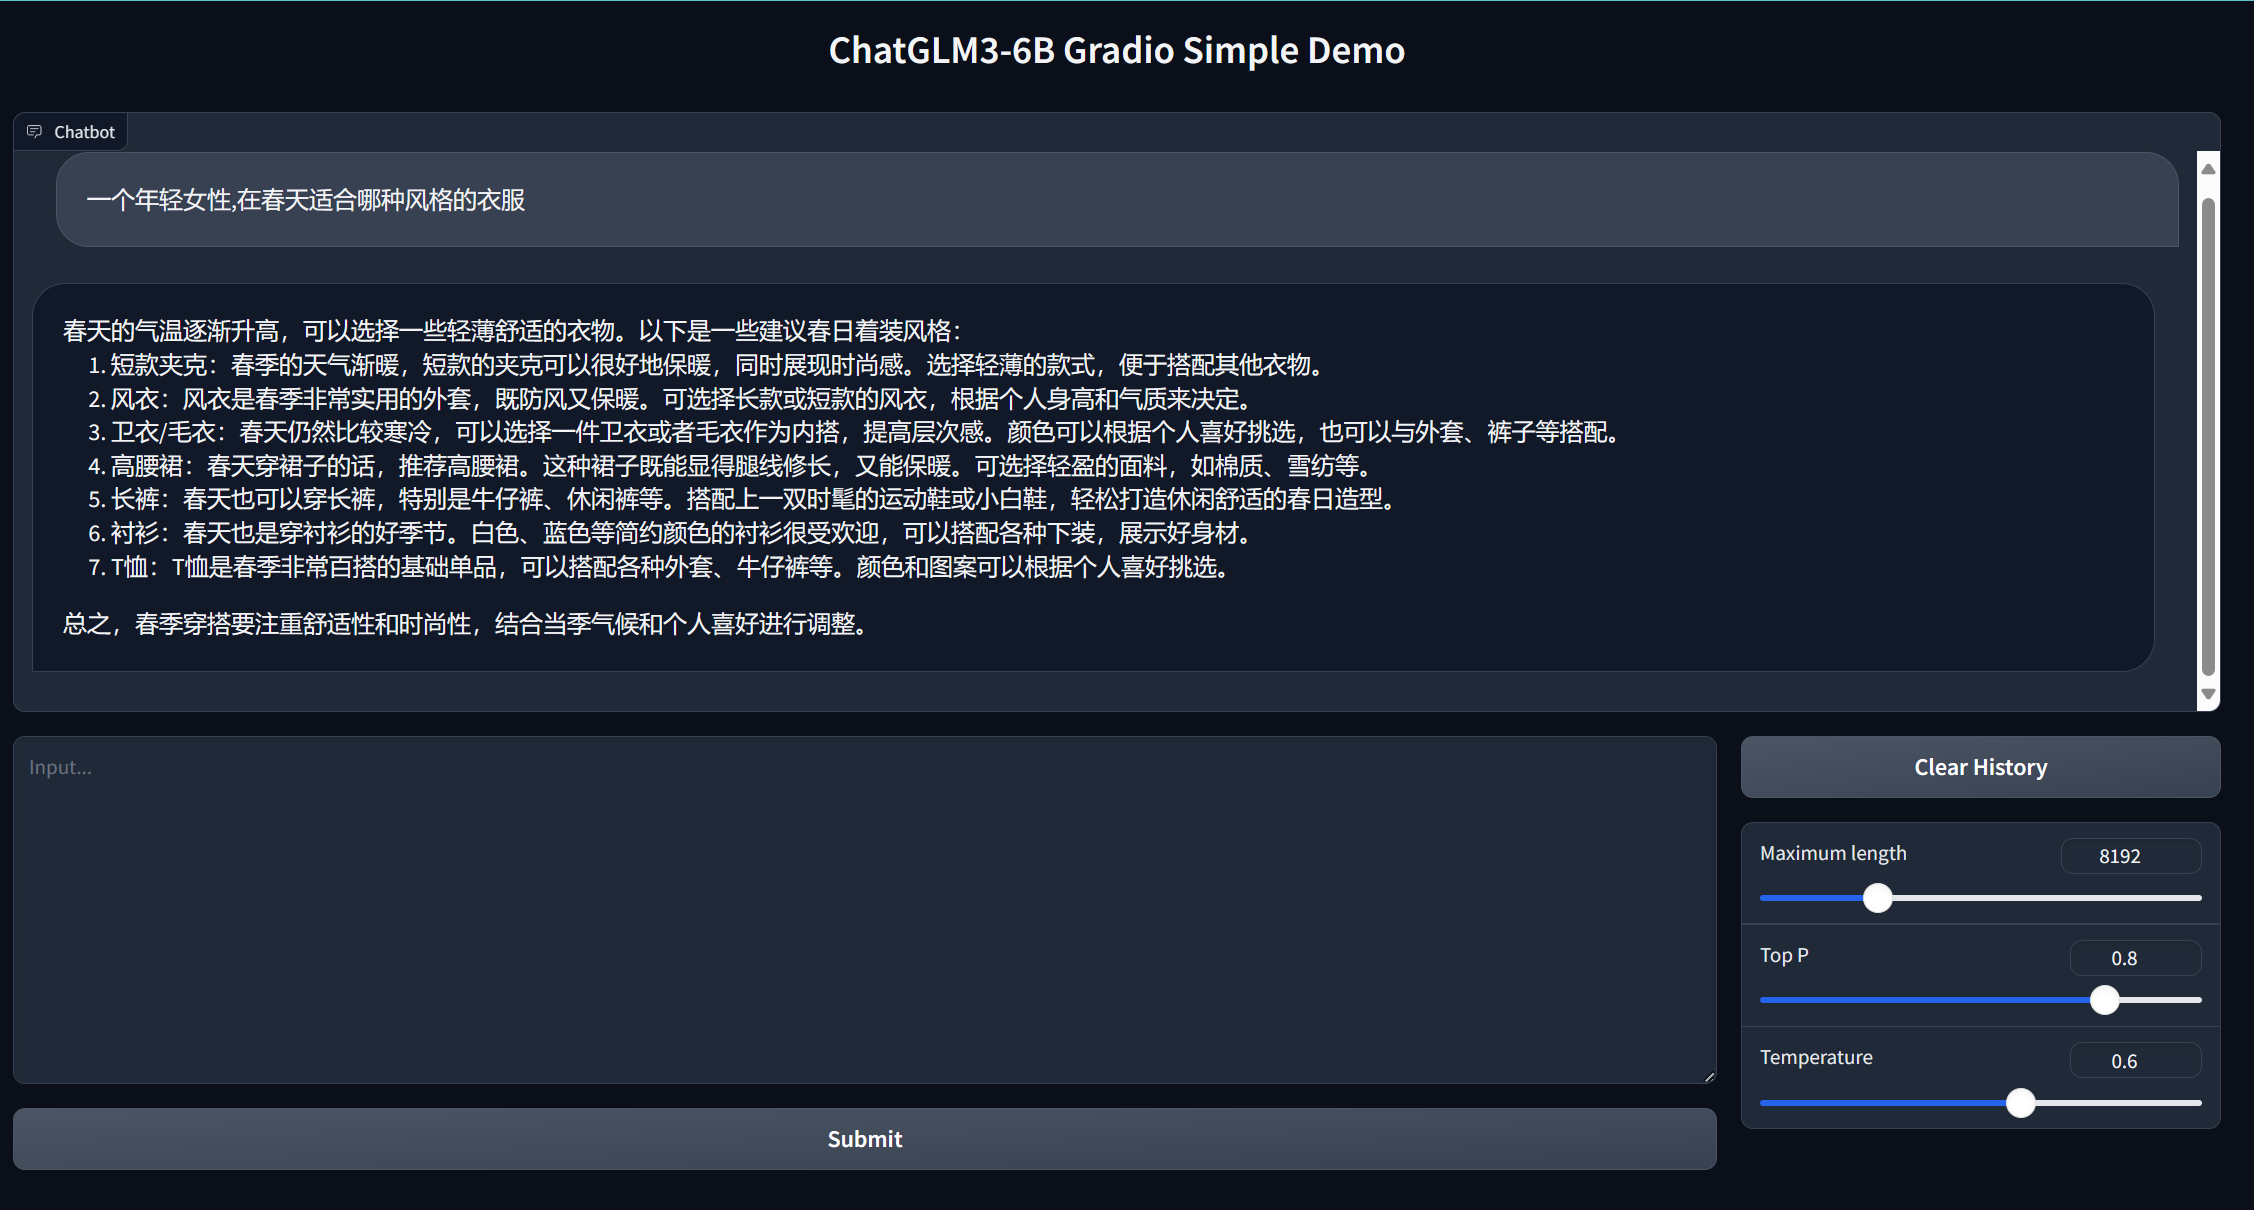 ChatGLM3-6B Gradio Simple Demo
Chatbot
一个年轻女性,在春天适合哪种风格的衣服
春天的气温逐渐升高，可以选择一些轻薄舒适的衣物。以下是一些建议春日着装风格：
1. 短款夹克：春季的天气渐暖，短款的夹克可以很好地保暖，同时展现时尚感。选择轻薄的款式，便于搭配其他衣物。
2. 风衣：风衣是春季非常实用的外套，既防风又保暖。可选择长款或短款的风衣，根据个人身高和气质来决定。
3. 卫衣/毛衣：春天仍然比较寒冷，可以选择一件卫衣或者毛衣作为内搭，提高层次感。颜色可以根据个人喜好挑选，也可以与外套、裤子等搭配。
4. 高腰裙：春天穿裙子的话，推荐高腰裙。这种裙子既能显得腿线修长，又能保暖。可选择轻盈的面料，如棉质、雪纺等。
5. 长裤：春天也可以穿长裤，特别是牛仔裤、休闲裤等。搭配上一双时髦的运动鞋或小白鞋，轻松打造休闲舒适的春日造型。
6. 衬衫：春天也是穿衬衫的好季节。白色、蓝色等简约颜色的衬衫很受欢迎，可以搭配各种下装，展示好身材。
7. T恤：T恤是春季非常百搭的基础单品，可以搭配各种外套、牛仔裤等。颜色和图案可以根据个人喜好挑选。
总之，春季穿搭要注重舒适性和时尚性，结合当季气候和个人喜好进行调整。
Input...
Clear History
Maximum length
8192
Top P
0.8
Temperature
0.6
Submit